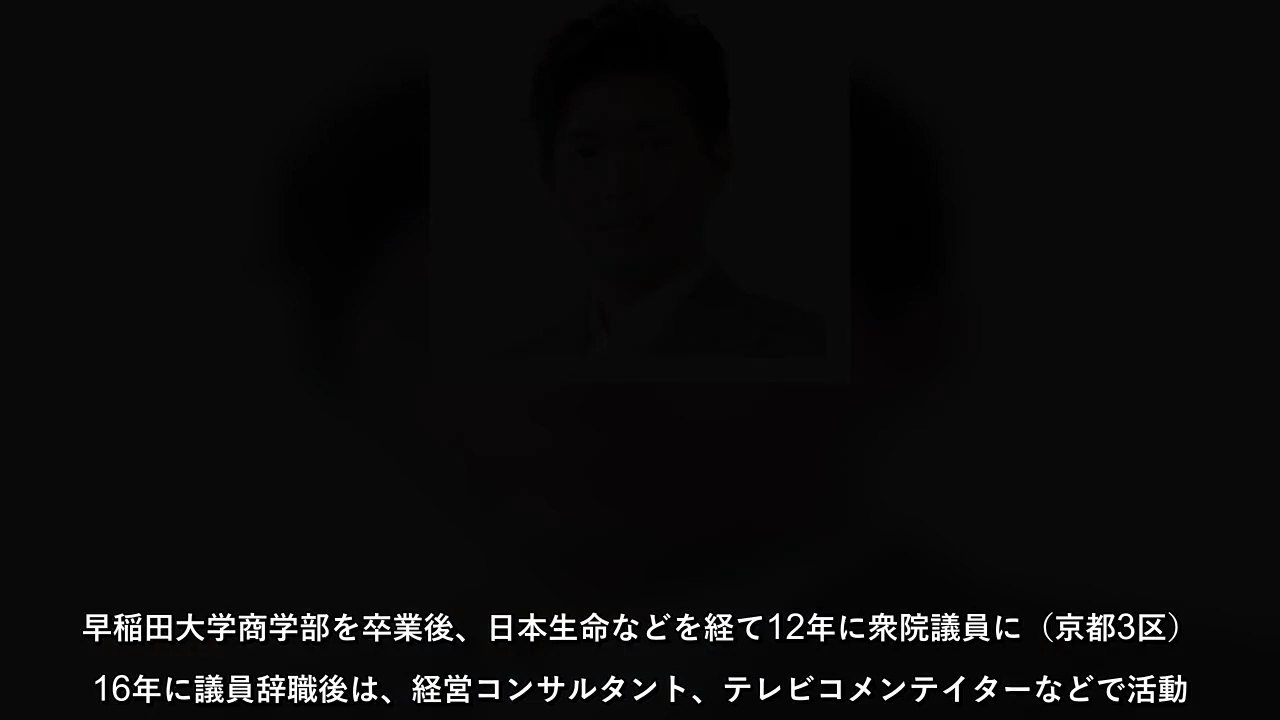 早稲田大学商学部を卒業後、日本生命などを経て12年に衆院議員に（京都3区）
16年に議員辞職後は、経営コンサルタント、テレビコメンテイターなどで活動